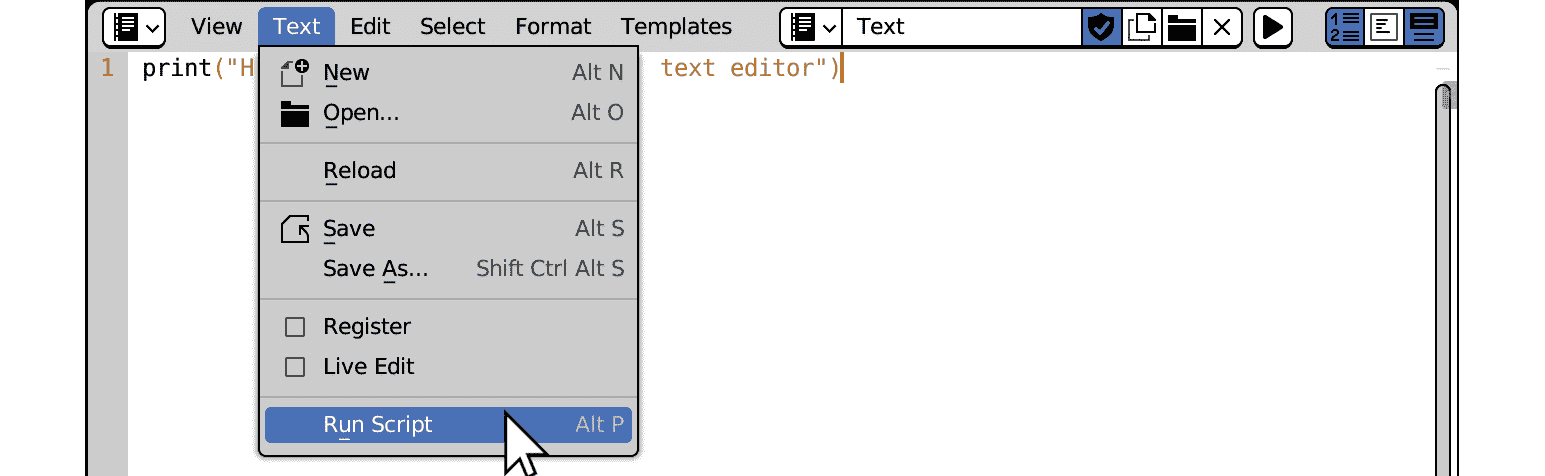 View Text Edit Select Format Templates Text
1 print("H text editor")
New Alt N
Open... Alt O
Reload Alt R
Save Alt S
Save As... Shift Ctrl Alt S
Register
Live Edit
Run Script Alt P